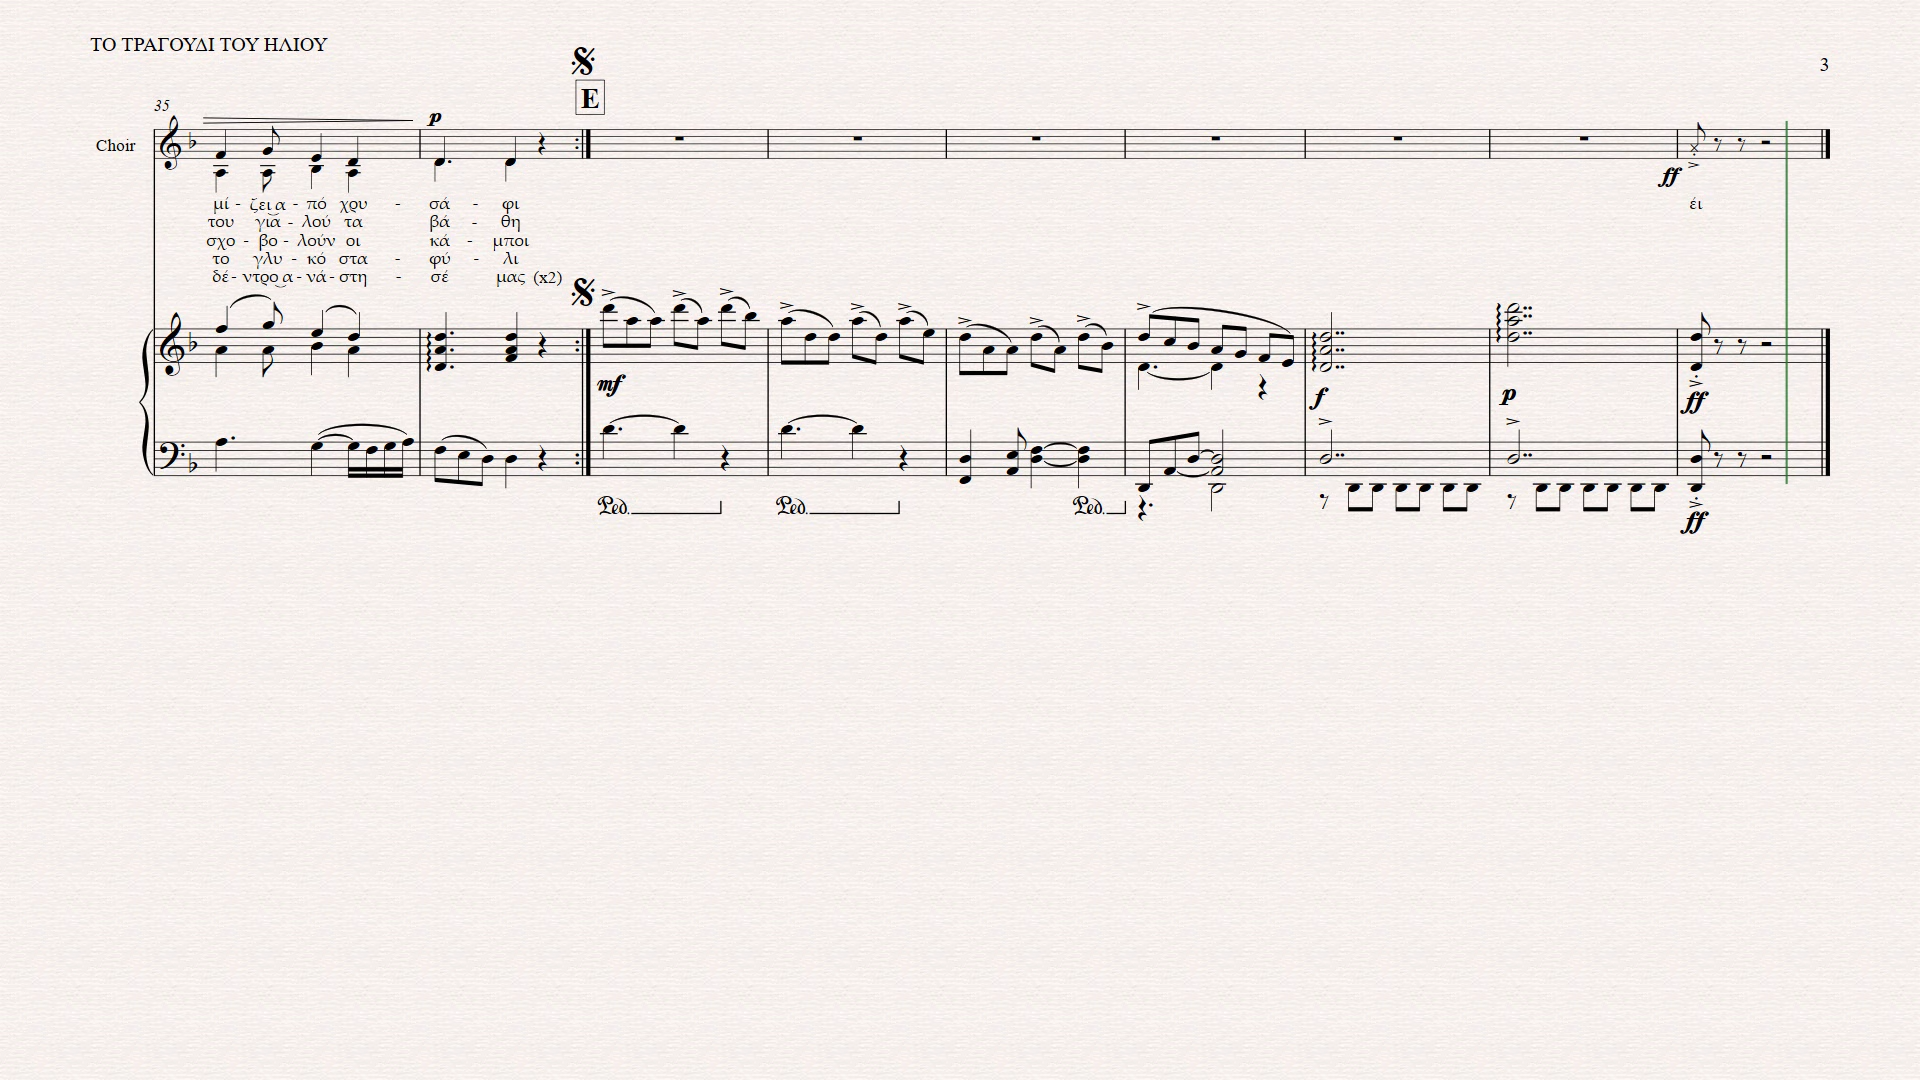 ΤΟ ΤΡΑΓΟΥΔΙ ΤΟΥ ΗΛΙΟΥ
3
E
35
p
Choir
ff
μί - ζει‿α - πό χρυ - σά - φι έι
του για - λού τα βά - θη
σχο - βο - λούν οι κά - μποι
το γλυ - κό στα - φύ - λι
δέ - ντρο‿α - νά - στη - σέ μας (x2)
mf f p ff
Ped. Ped. Ped.
ff